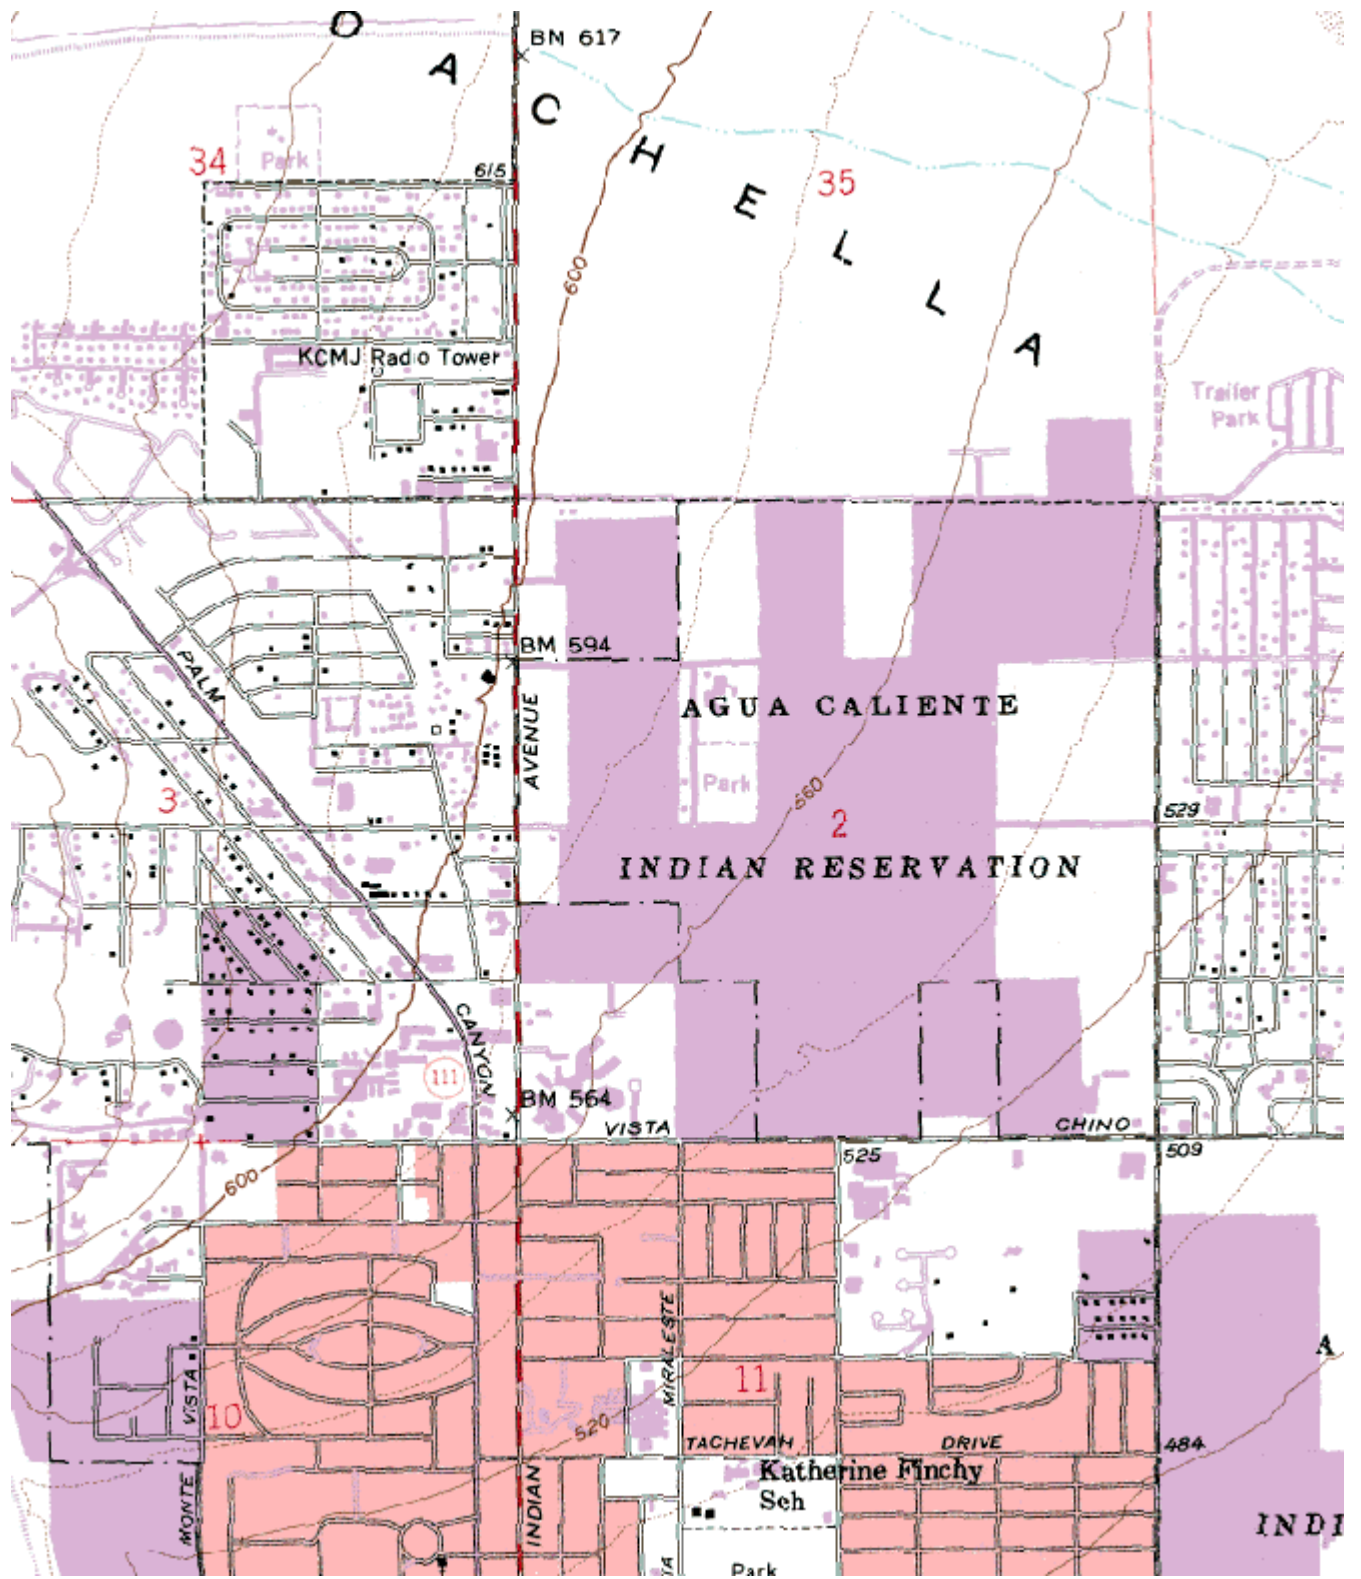 O
A
C
H
E
L
L
A
BM 617
34
Park
615
35
600
KCMJ Radio Tower
Trailer
Park
BM 594
PALM
AVENUE
AGUA CALIENTE
Park
3
560
2
529
INDIAN RESERVATION
CANYON
111
BM 564
VISTA
CHINO
525
509
600
MIRALESTE
A
VISTA
10
11
520
TACHEVAH
DRIVE
484
MONTE
INDIAN
Katherine Finchy
Sch
INDI
IA
Park